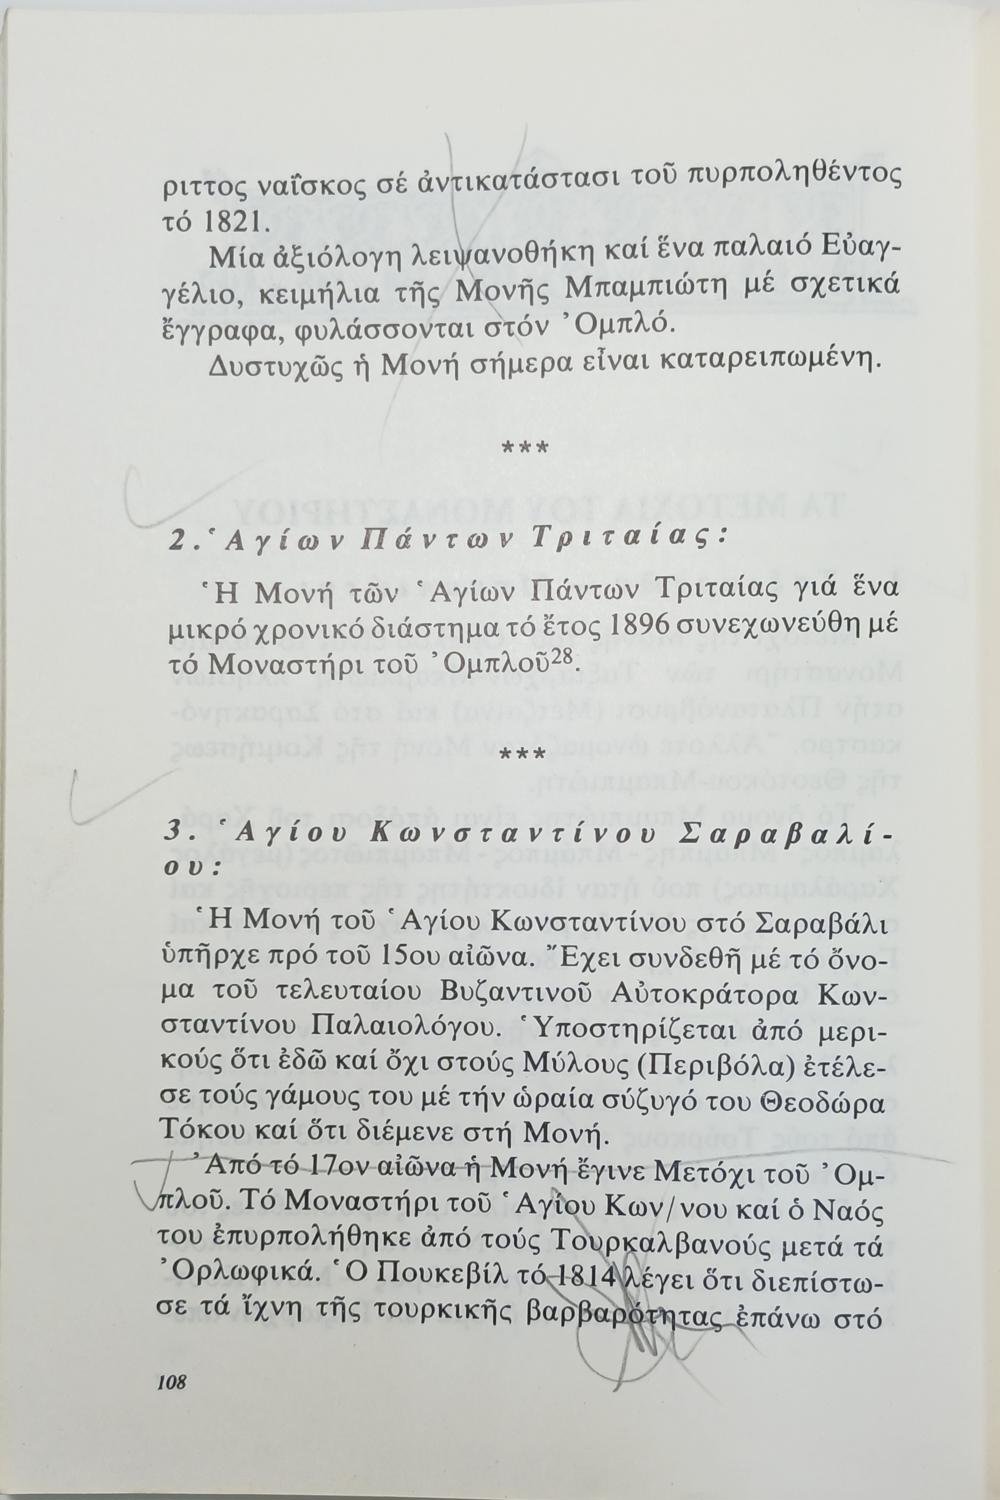 ριττος ναΐσκος σέ ἀντικατάστασι τοῦ πυρποληθέντος
τό 1821.
Μία ἀξιόλογη λειψανοθήκη καί ἕνα παλαιό Εὐαγ-
γέλιο, κειμήλια τῆς Μονῆς Μπαμπιώτη μέ σχετικά
ἔγγραφα, φυλάσσονται στόν Ὀμπλό.
Δυστυχῶς ἡ Μονή σήμερα εἶναι καταρειπωμένη.
***
2. Ἁγίων Πάντων Τριταίας:
Ἡ Μονή τῶν Ἁγίων Πάντων Τριταίας γιά ἕνα
μικρό χρονικό διάστημα τό ἔτος 1896 συνεχωνεύθη μέ
τό Μοναστήρι τοῦ Ὀμπλοῦ28.
***
3. Ἁγίου Κωνσταντίνου Σαραβαλί-
ου:
Ἡ Μονή τοῦ Ἁγίου Κωνσταντίνου στό Σαραβάλι
ὑπῆρχε πρό τοῦ 15ου αἰῶνα. Ἔχει συνδεθῆ μέ τό ὄνο-
μα τοῦ τελευταίου Βυζαντινοῦ Αὐτοκράτορα Κων-
σταντίνου Παλαιολόγου. Ὑποστηρίζεται ἀπό μερι-
κούς ὅτι ἐδῶ καί ὄχι στούς Μύλους (Περιβόλα) ἐτέλε-
σε τούς γάμους του μέ τήν ὡραία σύζυγό του Θεοδώρα
Τόκου καί ὅτι διέμενε στή Μονή.
Ἀπό τό 17ον αἰῶνα ἡ Μονή ἔγινε Μετόχι τοῦ Ὀμ-
πλοῦ. Τό Μοναστήρι τοῦ Ἁγίου Κων/νου καί ὁ Ναός
του ἐπυρπολήθηκε ἀπό τούς Τουρκαλβανούς μετά τά
Ὀρλωφικά. Ὁ Πουκεβίλ τό 1814 λέγει ὅτι διεπίστω-
σε τά ἴχνη τῆς τουρκικῆς βαρβαρότητας ἐπάνω στό
108